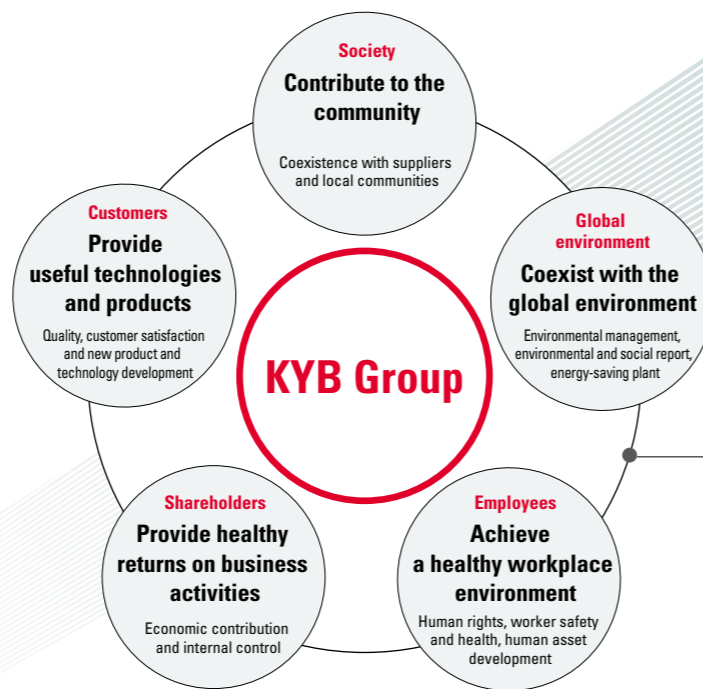 Society
Contribute to the
community
Coexistence with suppliers
and local communities
Customers
Provide
useful technologies
and products
Quality, customer satisfaction
and new product and
technology development
Global
environment
Coexist with the
global environment
Environmental management,
environmental and social report,
energy-saving plant
KYB Group
Shareholders
Provide healthy
returns on business
activities
Economic contribution
and internal control
Employees
Achieve
a healthy workplace
environment
Human rights, worker safety
and health, human asset
development